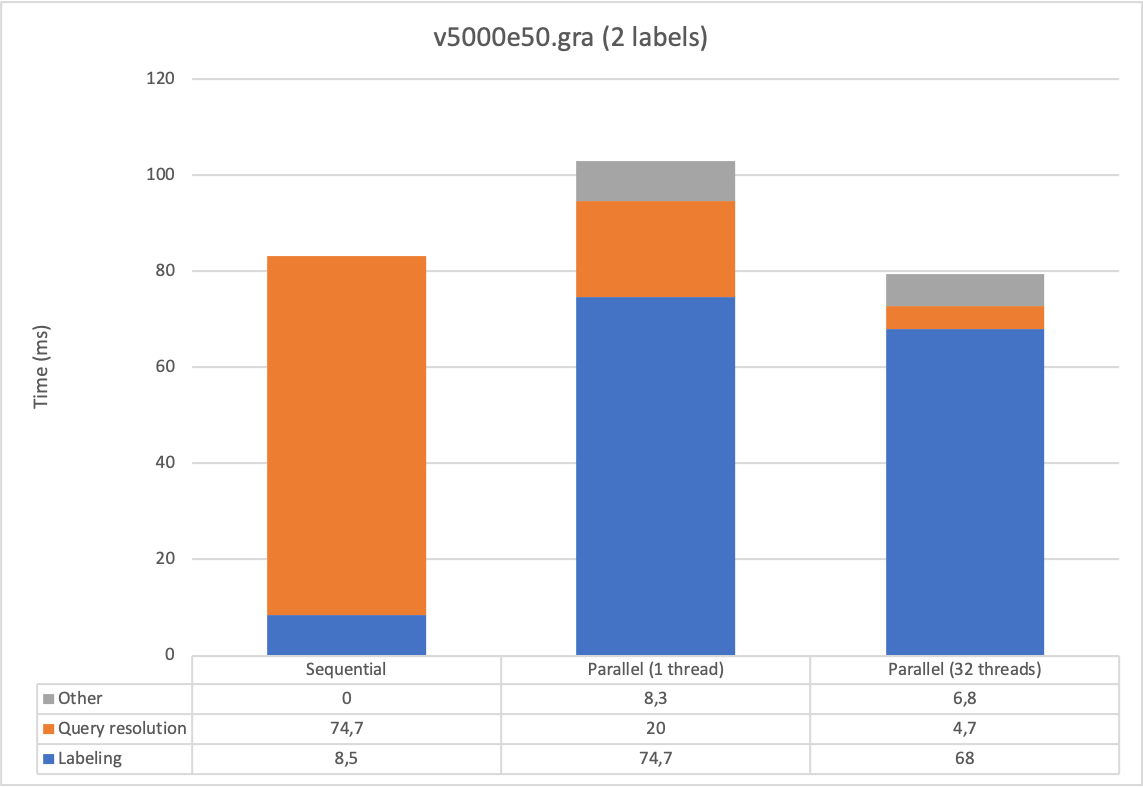 v5000e50.gra (2 labels)
120
100
80
60
40
20
0
Time (ms)
Sequential Parallel (1 thread) Parallel (32 threads)
Other 0 8,3 6,8
Query resolution 74,7 20 4,7
Labeling 8,5 74,7 68